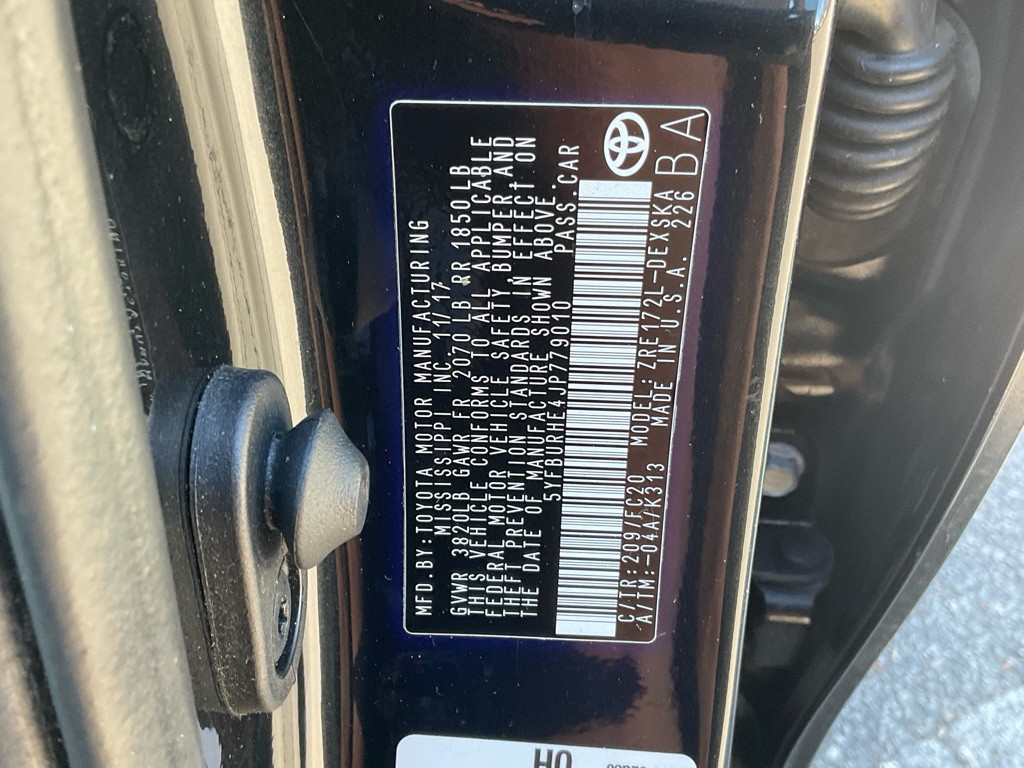 MFD.BY:TOYOTA MOTOR MANUFACTURING
MISSISSIPPI INC. 11/17
GVWR 3820LB GAWR FR 2070LB RR 1850LB
THIS VEHICLE CONFORMS TO ALL APPLICABLE
FEDERAL MOTOR VEHICLE SAFETY, BUMPER AND
THEFT PREVENTION STANDARDS IN EFFECT ON
THE DATE OF MANUFACTURE SHOWN ABOVE.
5YFBURHE4JP779010 PASS.CAR
C/TR:209/FC20 MODEL:ZRE172L-DEXSKA
A/TM:-04A/K313 MADE IN U.S.A. 226
BA
HO